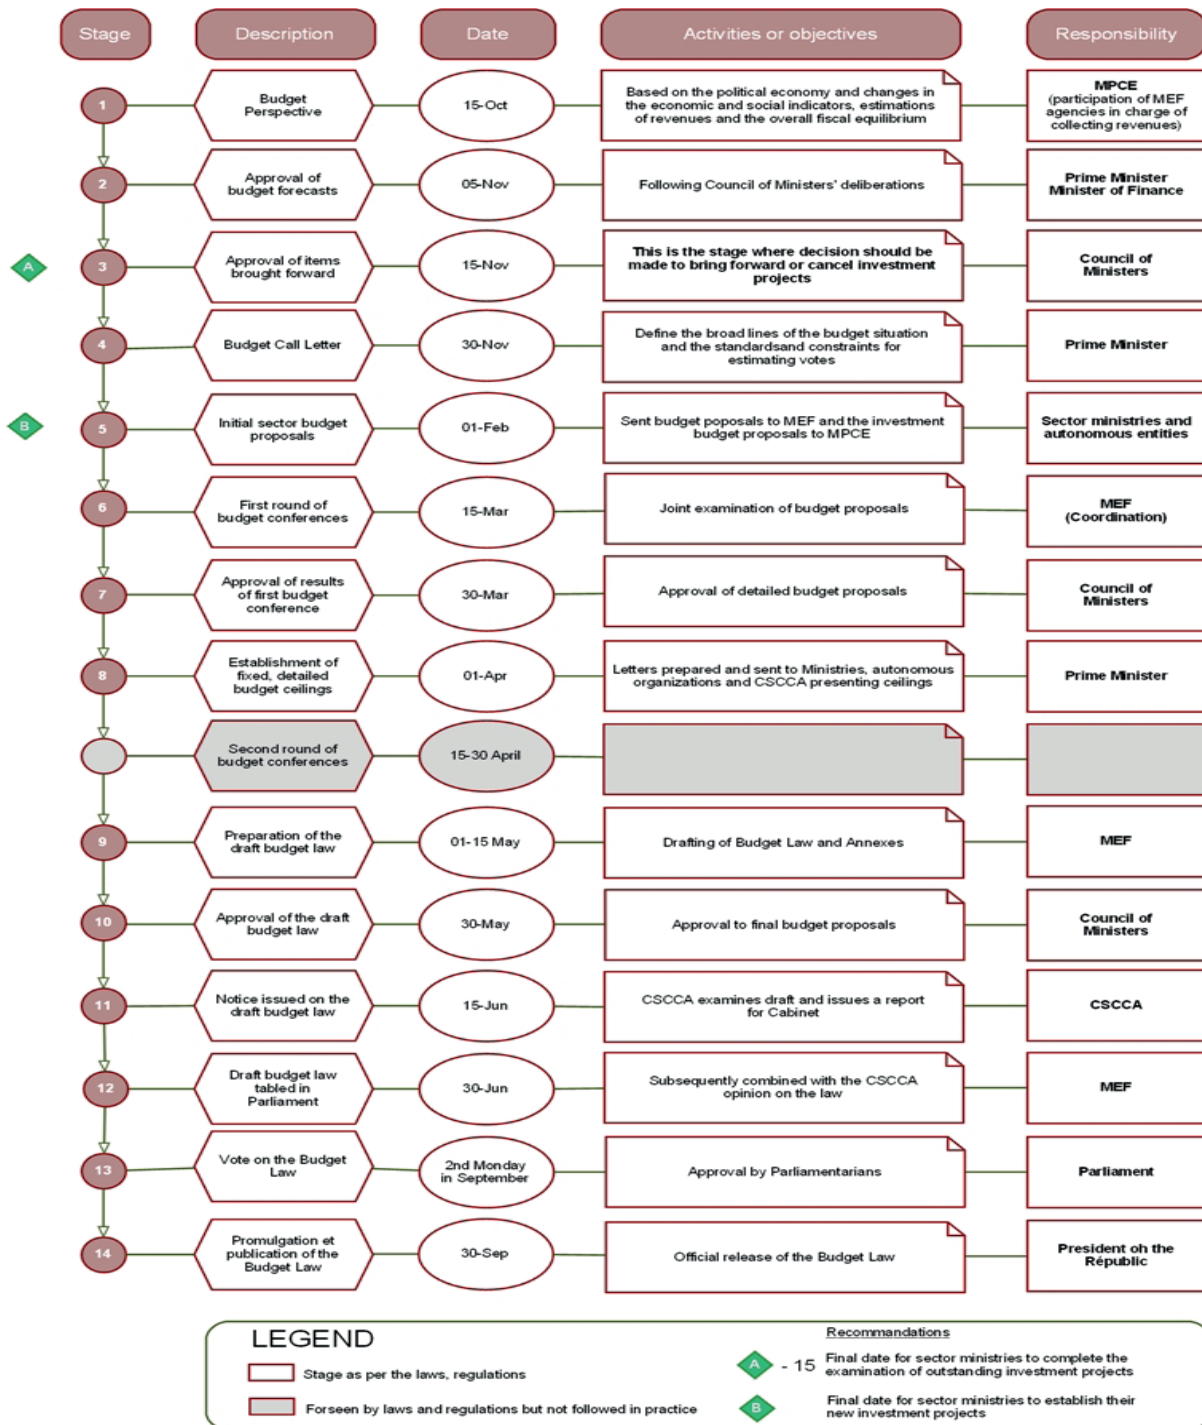 Stage
Description
Date
Activities or objectives
Responsibility
1
Budget
Perspective
15-Oct
Based on the political economy and changes in
the economic and social indicators, estimations
of revenues and the overall fiscal equilibrium
MPCE
(participation of MEF
agencies in charge of
collecting revenues)
2
Approval of
budget forecasts
05-Nov
Following Council of Ministers' deliberations
Prime Minister
Minister of Finance
A
3
Approval of items
brought forward
15-Nov
This is the stage where decision should be
made to bring forward or cancel investment
projects
Council of
Ministers
4
Budget Call Letter
30-Nov
Define the broad lines of the budget situation
and the standardsand constraints for
estimating votes
Prime Minister
B
5
Initial sector budget
proposals
01-Feb
Sent budget poposals to MEF and the investment
budget proposals to MPCE
Sector ministries and
autonomous entities
6
First round of
budget conferences
15-Mar
Joint examination of budget proposals
MEF
(Coordination)
7
Approval of results
of first budget
conference
30-Mar
Approval of detailed budget proposals
Council of
Ministers
8
Establishment of
fixed, detailed
budget ceilings
01-Apr
Letters prepared and sent to Ministries, autonomous
organizations and CSCCA presenting ceilings
Prime Minister
Second round of
budget conferences
15-30 April
9
Preparation of the
draft budget law
01-15 May
Drafting of Budget Law and Annexes
MEF
10
Approval of the draft
budget law
30-May
Approval to final budget proposals
Council of
Ministers
11
Notice issued on the
draft budget law
15-Jun
CSCCA examines draft and issues a report
for Cabinet
CSCCA
12
Draft budget law
tabled in
Parliament
30-Jun
Subsequently combined with the CSCCA
opinion on the law
MEF
13
Vote on the Budget
Law
2nd Monday
in September
Approval by Parliamentarians
Parliament
14
Promulgation et
publication of the
Budget Law
30-Sep
Official release of the Budget Law
President oh the
Républic
LEGEND
Stage as per the laws, regulations
Forseen by laws and regulations but not followed in practice
Recommandations
A - 15 Final date for sector ministries to complete the
examination of outstanding investment projects
B Final date for sector ministries to establish their
new investment projects